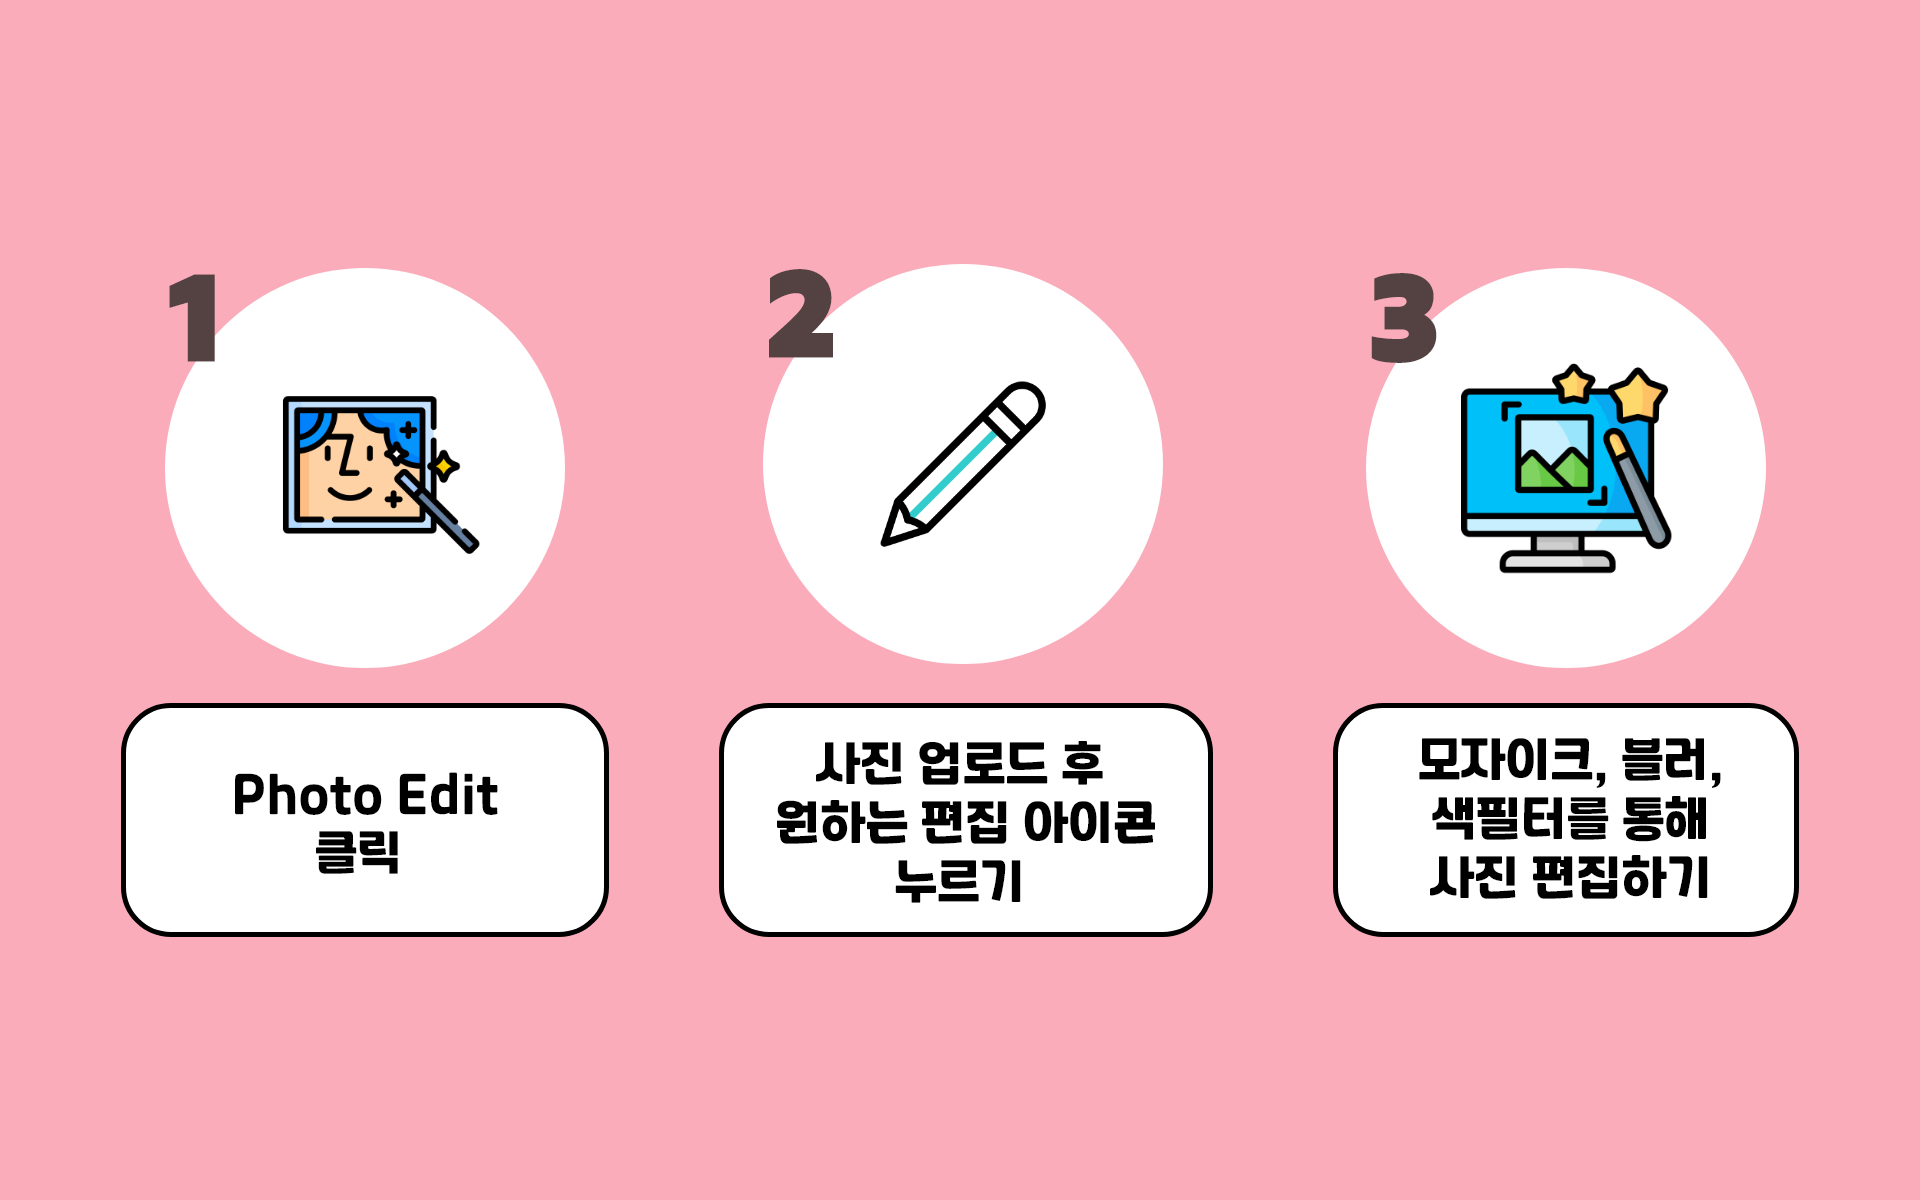 1
Photo Edit
클릭
2
사진 업로드 후
원하는 편집 아이콘
누르기
3
모자이크, 블러,
색필터를 통해
사진 편집하기